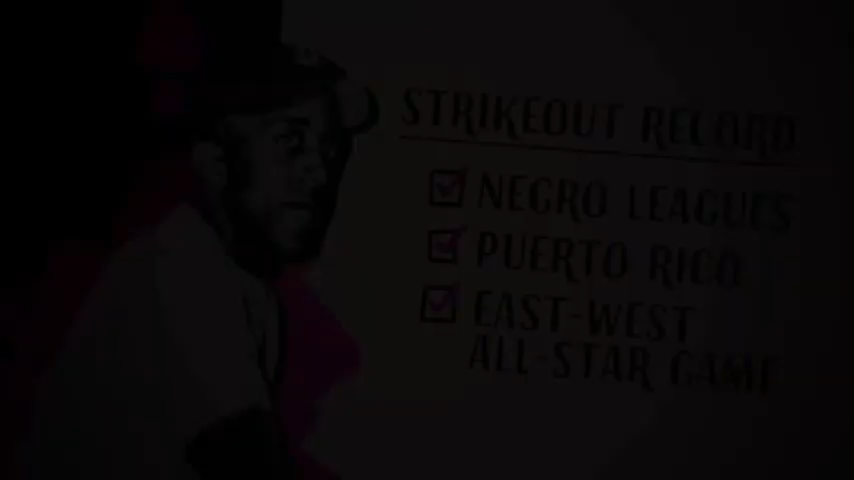 STRIKEOUT RECORD
NEGRO LEAGUES
PUERTO RICO
EAST-WEST
ALL-STAR GAME